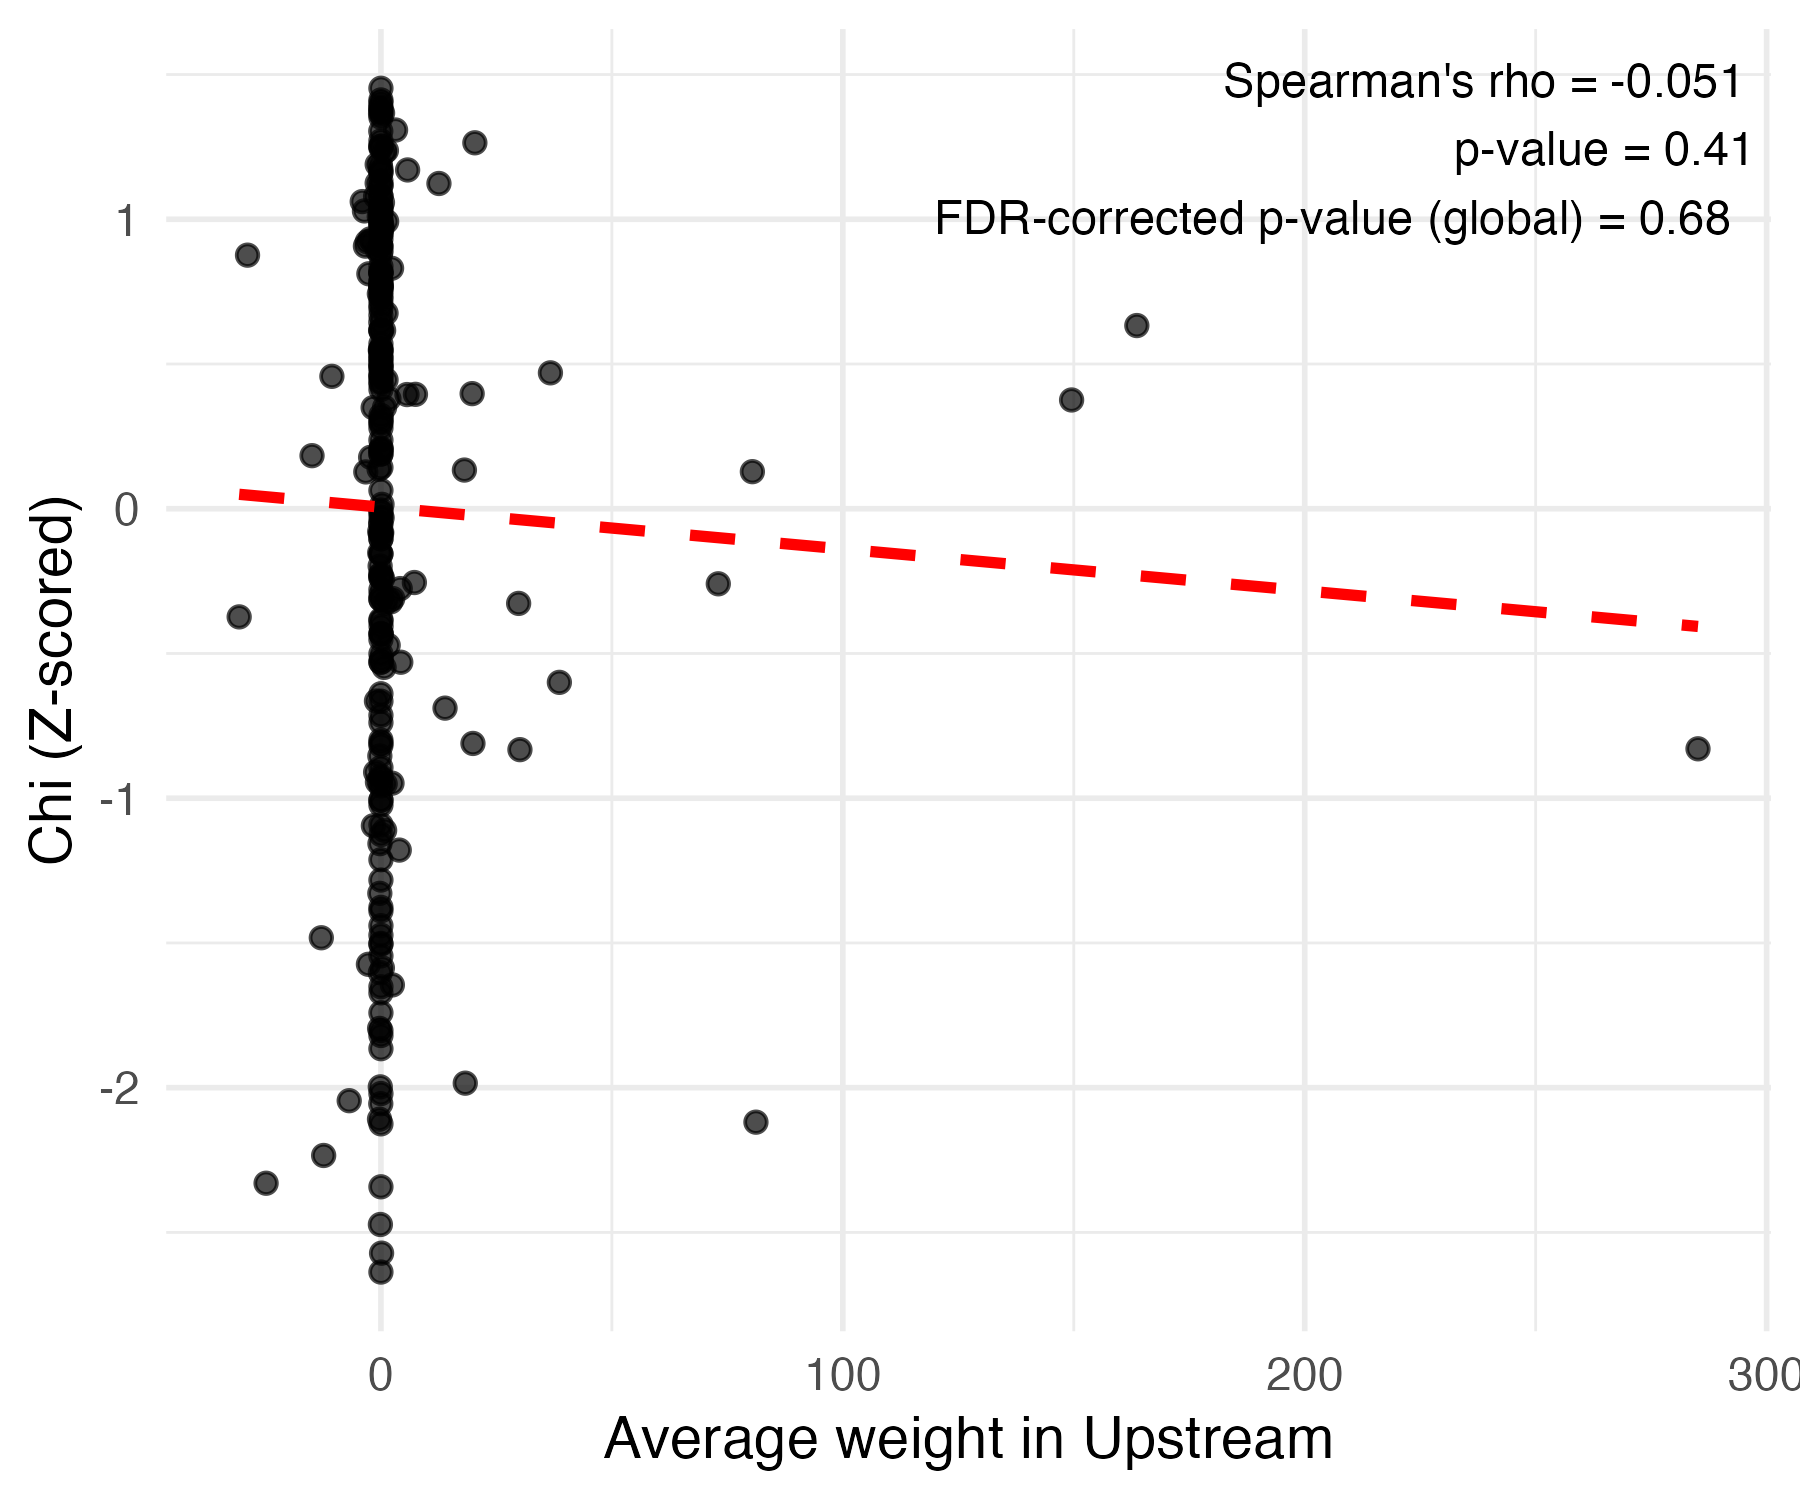 Spearman's rho = -0.051
p-value = 0.41
FDR-corrected p-value (global) = 0.68
1
0
-1
-2
Chi (Z-scored)
0 100 200 300
Average weight in Upstream